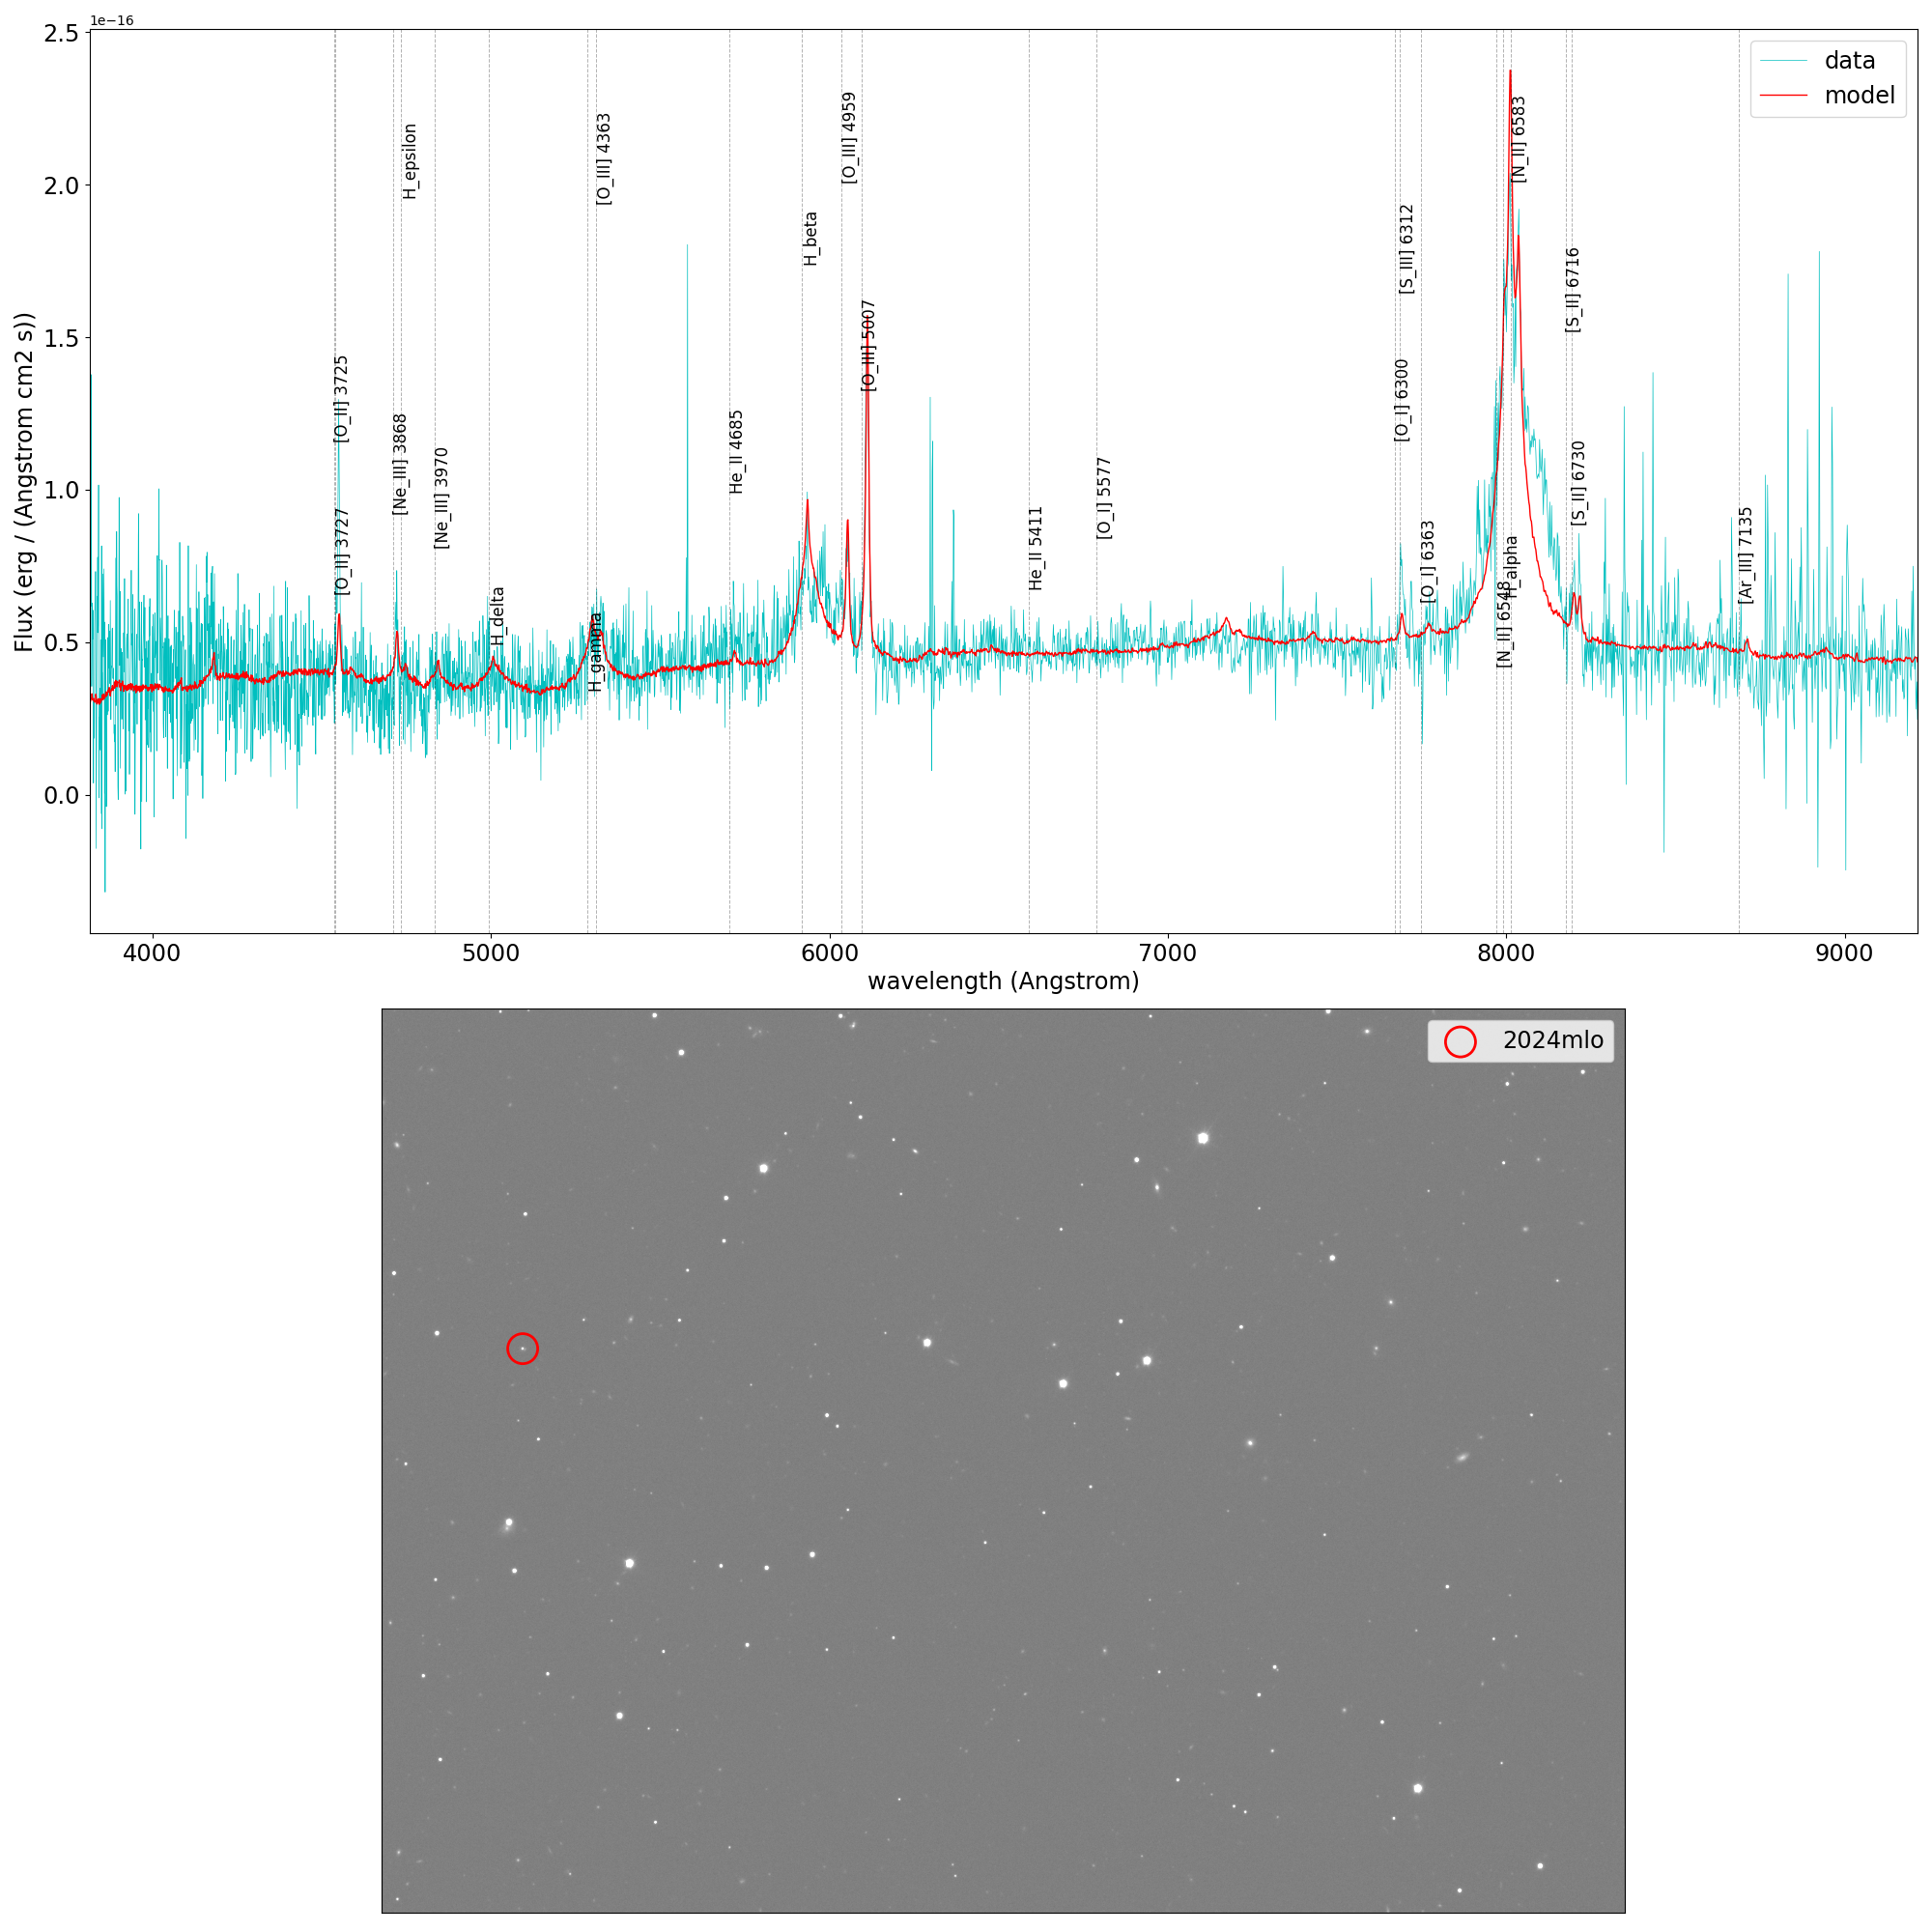 1e−16
2.5
2.0
1.5
1.0
0.5
0.0
Flux (erg / (Angstrom cm2 s))
data
model
[O_II] 3725
[O_II] 3727
[Ne_III] 3868
H_epsilon
[Ne_III] 3970
H_delta
H_gamma
[O_III] 4363
He_II 4685
H_beta
[O_III] 4959
[O_III] 5007
He_II 5411
[O_I] 5577
[O_I] 6300
[S_III] 6312
[O_I] 6363
[N_II] 6548
H_alpha
[N_II] 6583
[S_II] 6716
[S_II] 6730
[Ar_III] 7135
4000 5000 6000 7000 8000 9000
wavelength (Angstrom)
2024mlo